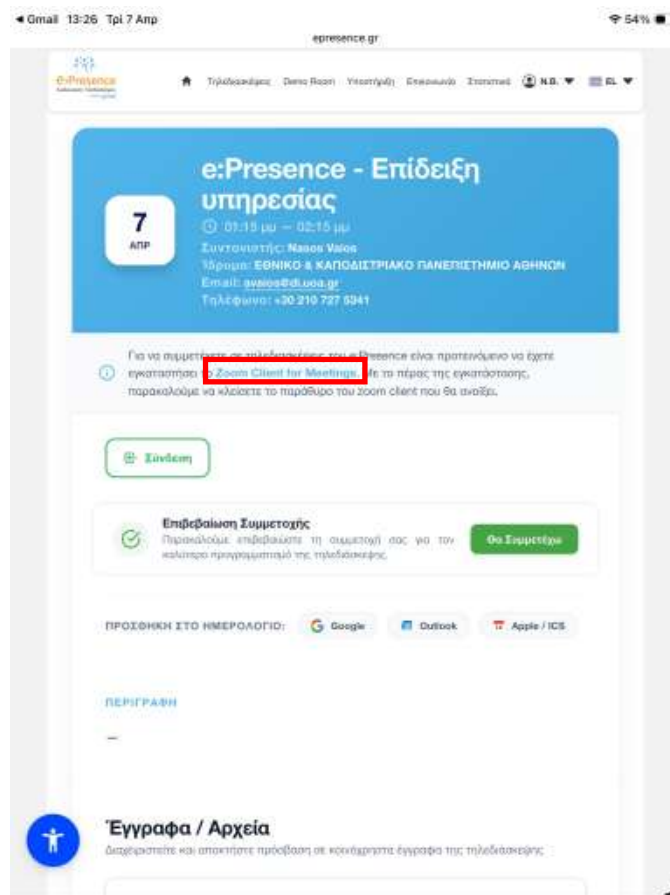 Gmail 13:26 Τρί 7 Απρ 54%
epresence.gr
e:Presence
Τηλεδιασκέψεις Demo Room Υποστήριξη Επικοινωνία Στατιστικά N.B. EL
e:Presence - Επίδειξη
υπηρεσίας
7
ΑΠΡ
01:15 μμ — 02:15 μμ
Συντονιστής: Nasos Vaios
Ίδρυμα: ΕΘΝΙΚΟ & ΚΑΠΟΔΙΣΤΡΙΑΚΟ ΠΑΝΕΠΙΣΤΗΜΙΟ ΑΘΗΝΩΝ
Email: avaios@di.uoa.gr
Τηλέφωνο: +30 210 727 5341
Για να συμμετέχετε σε τηλεδιασκέψεις του e:Presence είναι προτεινόμενο να έχετε
εγκαταστήσει το Zoom Client for Meetings. Με το πέρας της εγκατάστασης,
παρακαλούμε να κλείσετε το παράθυρο του zoom client που θα ανοίξει.
Σύνδεση
Επιβεβαίωση Συμμετοχής
Παρακαλούμε επιβεβαιώστε τη συμμετοχή σας για τον
καλύτερο προγραμματισμό της τηλεδιάσκεψης.
Θα Συμμετέχω
ΠΡΟΣΘΗΚΗ ΣΤΟ ΗΜΕΡΟΛΟΓΙΟ: Google Outlook Apple / ICS
ΠΕΡΙΓΡΑΦΗ
—
Έγγραφα / Αρχεία
Διαχειριστείτε και αποκτήστε πρόσβαση σε κοινόχρηστα έγγραφα της τηλεδιάσκεψης